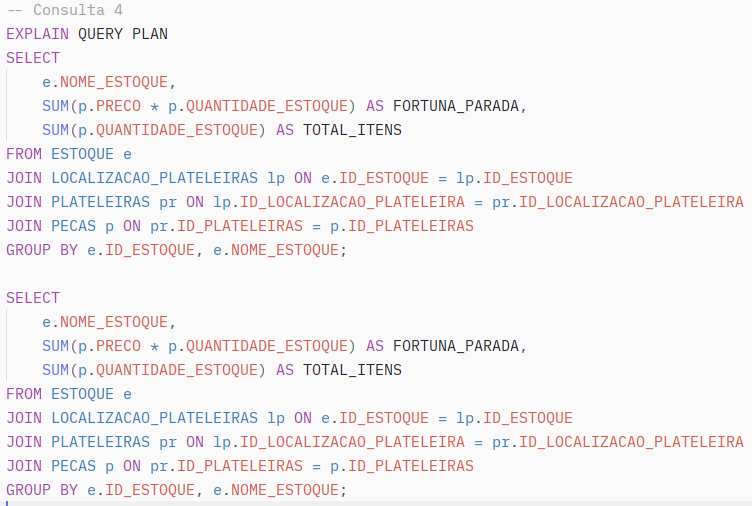 -- Consulta 4
EXPLAIN QUERY PLAN
SELECT
    e.NOME_ESTOQUE,
    SUM(p.PRECO * p.QUANTIDADE_ESTOQUE) AS FORTUNA_PARADA,
    SUM(p.QUANTIDADE_ESTOQUE) AS TOTAL_ITENS
FROM ESTOQUE e
JOIN LOCALIZACAO_PLATELEIRAS lp ON e.ID_ESTOQUE = lp.ID_ESTOQUE
JOIN PLATELEIRAS pr ON lp.ID_LOCALIZACAO_PLATELEIRA = pr.ID_LOCALIZACAO_PLATELEIRA
JOIN PECAS p ON pr.ID_PLATELEIRAS = p.ID_PLATELEIRAS
GROUP BY e.ID_ESTOQUE, e.NOME_ESTOQUE;

SELECT
    e.NOME_ESTOQUE,
    SUM(p.PRECO * p.QUANTIDADE_ESTOQUE) AS FORTUNA_PARADA,
    SUM(p.QUANTIDADE_ESTOQUE) AS TOTAL_ITENS
FROM ESTOQUE e
JOIN LOCALIZACAO_PLATELEIRAS lp ON e.ID_ESTOQUE = lp.ID_ESTOQUE
JOIN PLATELEIRAS pr ON lp.ID_LOCALIZACAO_PLATELEIRA = pr.ID_LOCALIZACAO_PLATELEIRA
JOIN PECAS p ON pr.ID_PLATELEIRAS = p.ID_PLATELEIRAS
GROUP BY e.ID_ESTOQUE, e.NOME_ESTOQUE;